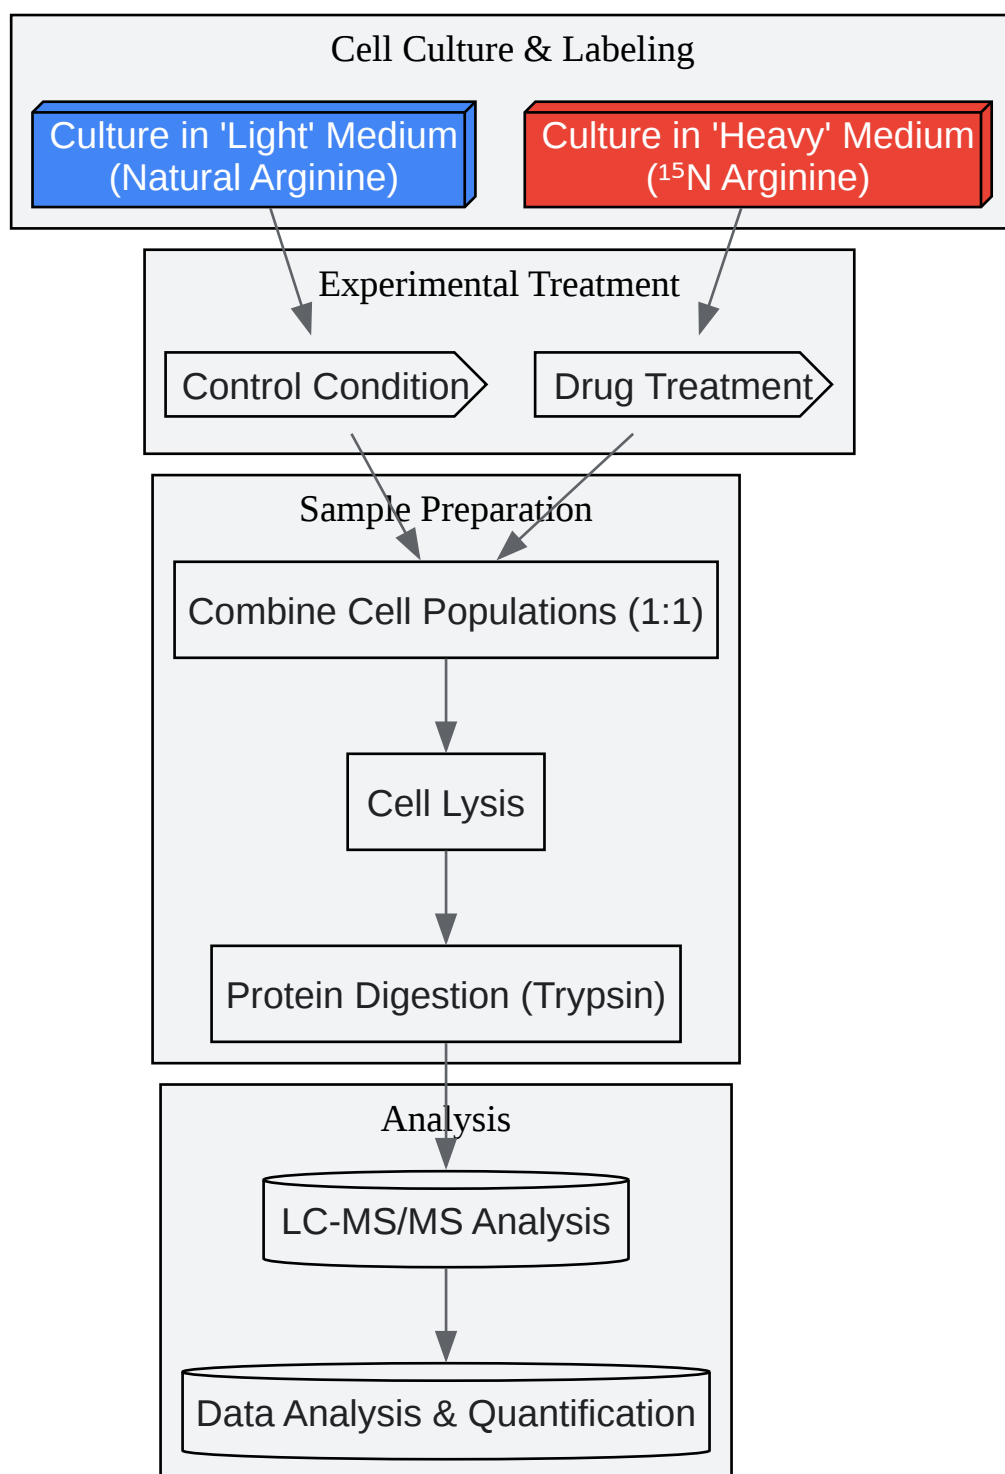 Cell Culture & Labeling
Culture in 'Light' Medium
(Natural Arginine)
Culture in 'Heavy' Medium
(¹⁵N Arginine)
Experimental Treatment
Control Condition
Drug Treatment
Sample Preparation
Combine Cell Populations (1:1)
Cell Lysis
Protein Digestion (Trypsin)
Analysis
LC-MS/MS Analysis
Data Analysis & Quantification